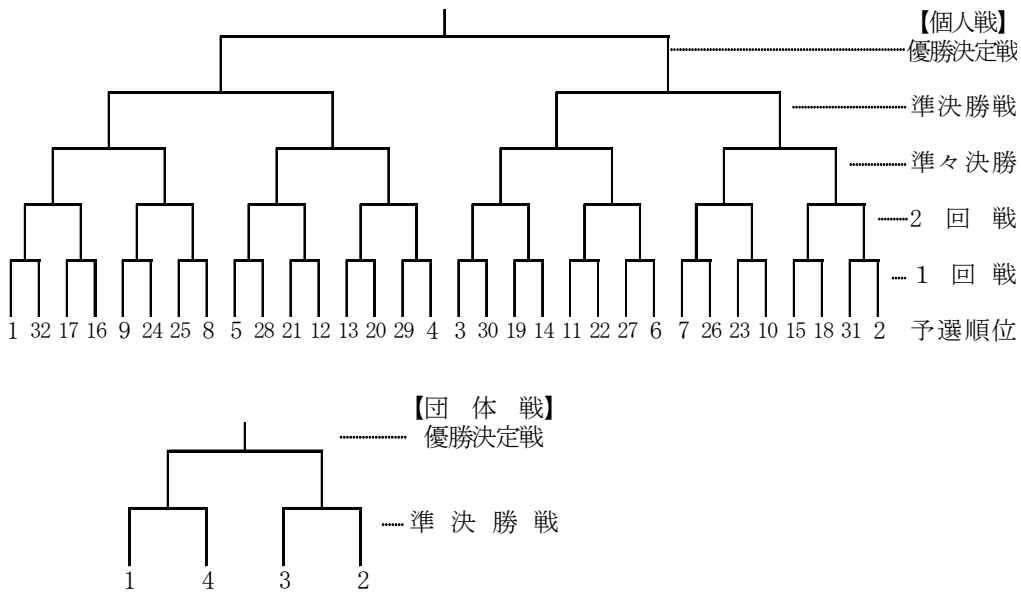 【個人戦】
優勝決定戦
準決勝戦
準々決勝
2 回 戦
1 回 戦
1 32 17 16 9 24 25 8 5 28 21 12 13 20 29 4 3 30 19 14 11 22 27 6 7 26 23 10 15 18 31 2 予選順位
【団 体 戦】
優勝決定戦
準 決 勝 戦
1 4 3 2